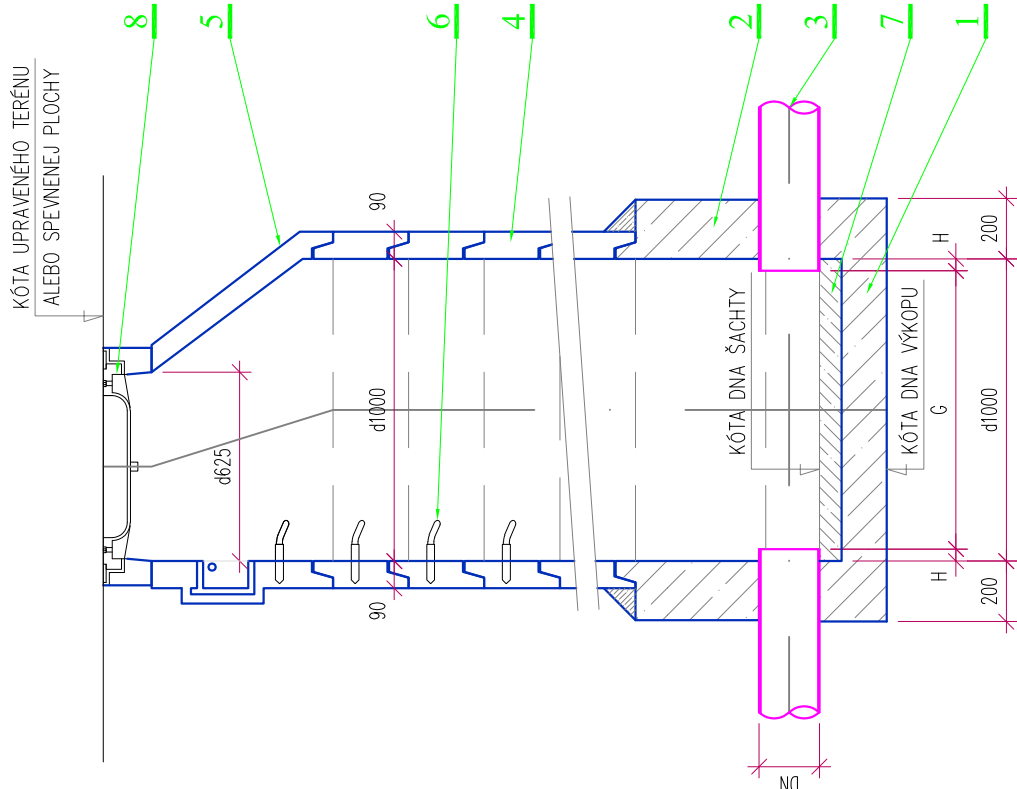 KÓTA UPRAVENÉHO TERÉNU
ALEBO SPEVNENEJ PLOCHY
8
5
6
4
2
3
7
1
90
d625
d1000
90
KÓTA DNA ŠACHTY
KÓTA DNA VÝKOPU
H
200
G
d1000
H
200
DN